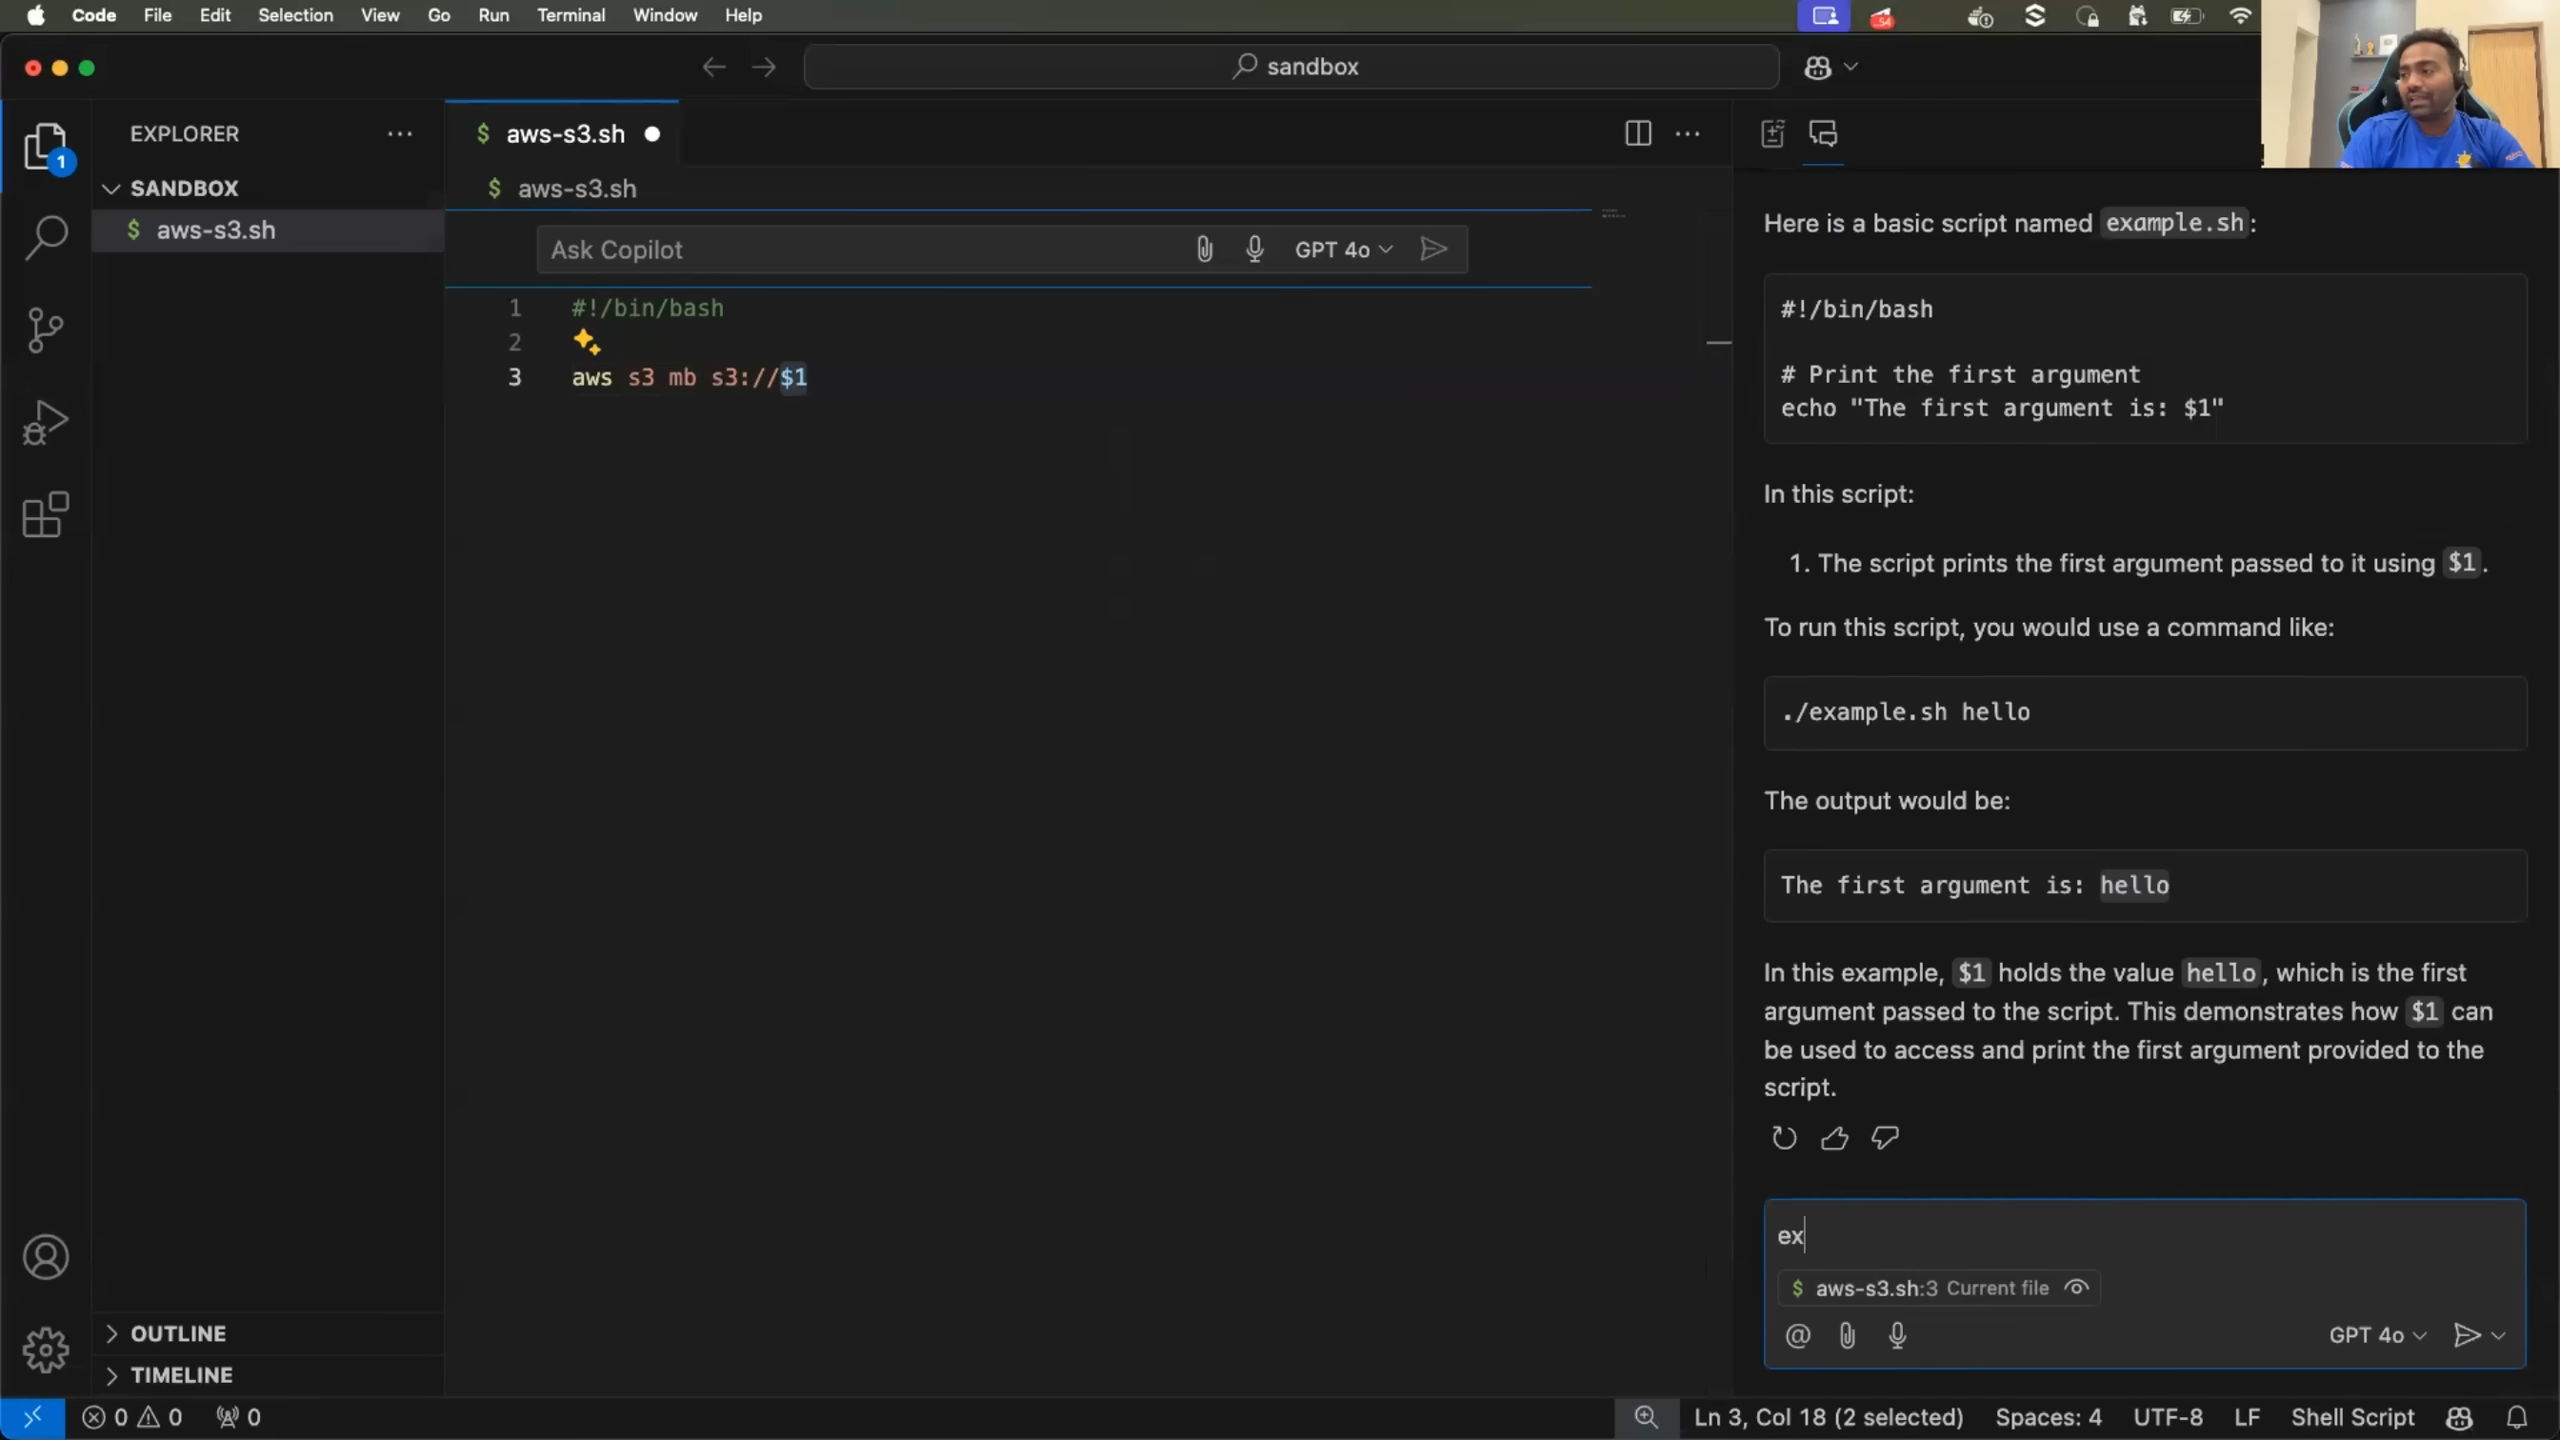 Code File Edit Selection View Go Run Terminal Window Help
54
sandbox
1
EXPLORER
SANDBOX
$ aws-s3.sh
$ aws-s3.sh
$ aws-s3.sh
Ask Copilot GPT 4o
1 #!/bin/bash
2
3 aws s3 mb s3://$1
Here is a basic script named example.sh:
#!/bin/bash
# Print the first argument
echo "The first argument is: $1"
In this script:
1. The script prints the first argument passed to it using $1.
To run this script, you would use a command like:
./example.sh hello
The output would be:
The first argument is: hello
In this example, $1 holds the value hello, which is the first
argument passed to the script. This demonstrates how $1 can
be used to access and print the first argument provided to the
script.
ex
$ aws-s3.sh:3 Current file
@ GPT 4o
OUTLINE
TIMELINE
0 0 0 Ln 3, Col 18 (2 selected) Spaces: 4 UTF-8 LF Shell Script